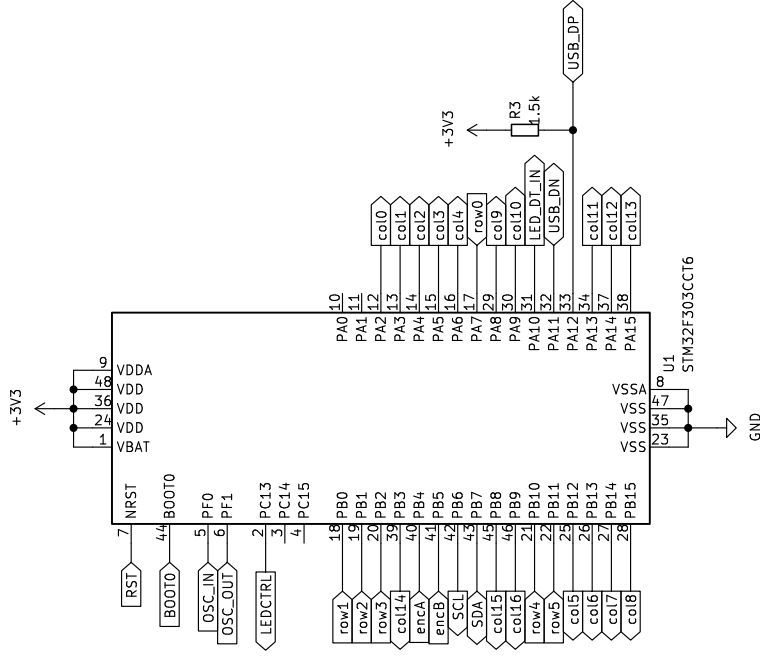 USB_DP
R3
1.5k
+3V3
col0
col1
col2
col3
col4
row0
col9
col10
LED_DT_IN
USB_DN
col11
col12
col13
10
11
12
13
14
15
16
17
29
30
31
32
33
34
37
38
PA0
PA1
PA2
PA3
PA4
PA5
PA6
PA7
PA8
PA9
PA10
PA11
PA12
PA13
PA14
PA15
U1
STM32F303CCT6
+3V3
9 VDDA
48 VDD
36 VDD
24 VDD
1 VBAT
VSSA 8
VSS 47
VSS 35
VSS 23
GND
NRST
BOOT0
PF0
PF1
PC13
PC14
PC15
PB0
PB1
PB2
PB3
PB4
PB5
PB6
PB7
PB8
PB9
PB10
PB11
PB12
PB13
PB14
PB15
7
44
5
6
2
3
4
18
19
20
39
40
41
42
43
45
46
21
22
25
26
27
28
RST
BOOT0
OSC_IN
OSC_OUT
LEDCTRL
row1
row2
row3
col14
encA
encB
SCL
SDA
col15
col16
row4
row5
col5
col6
col7
col8